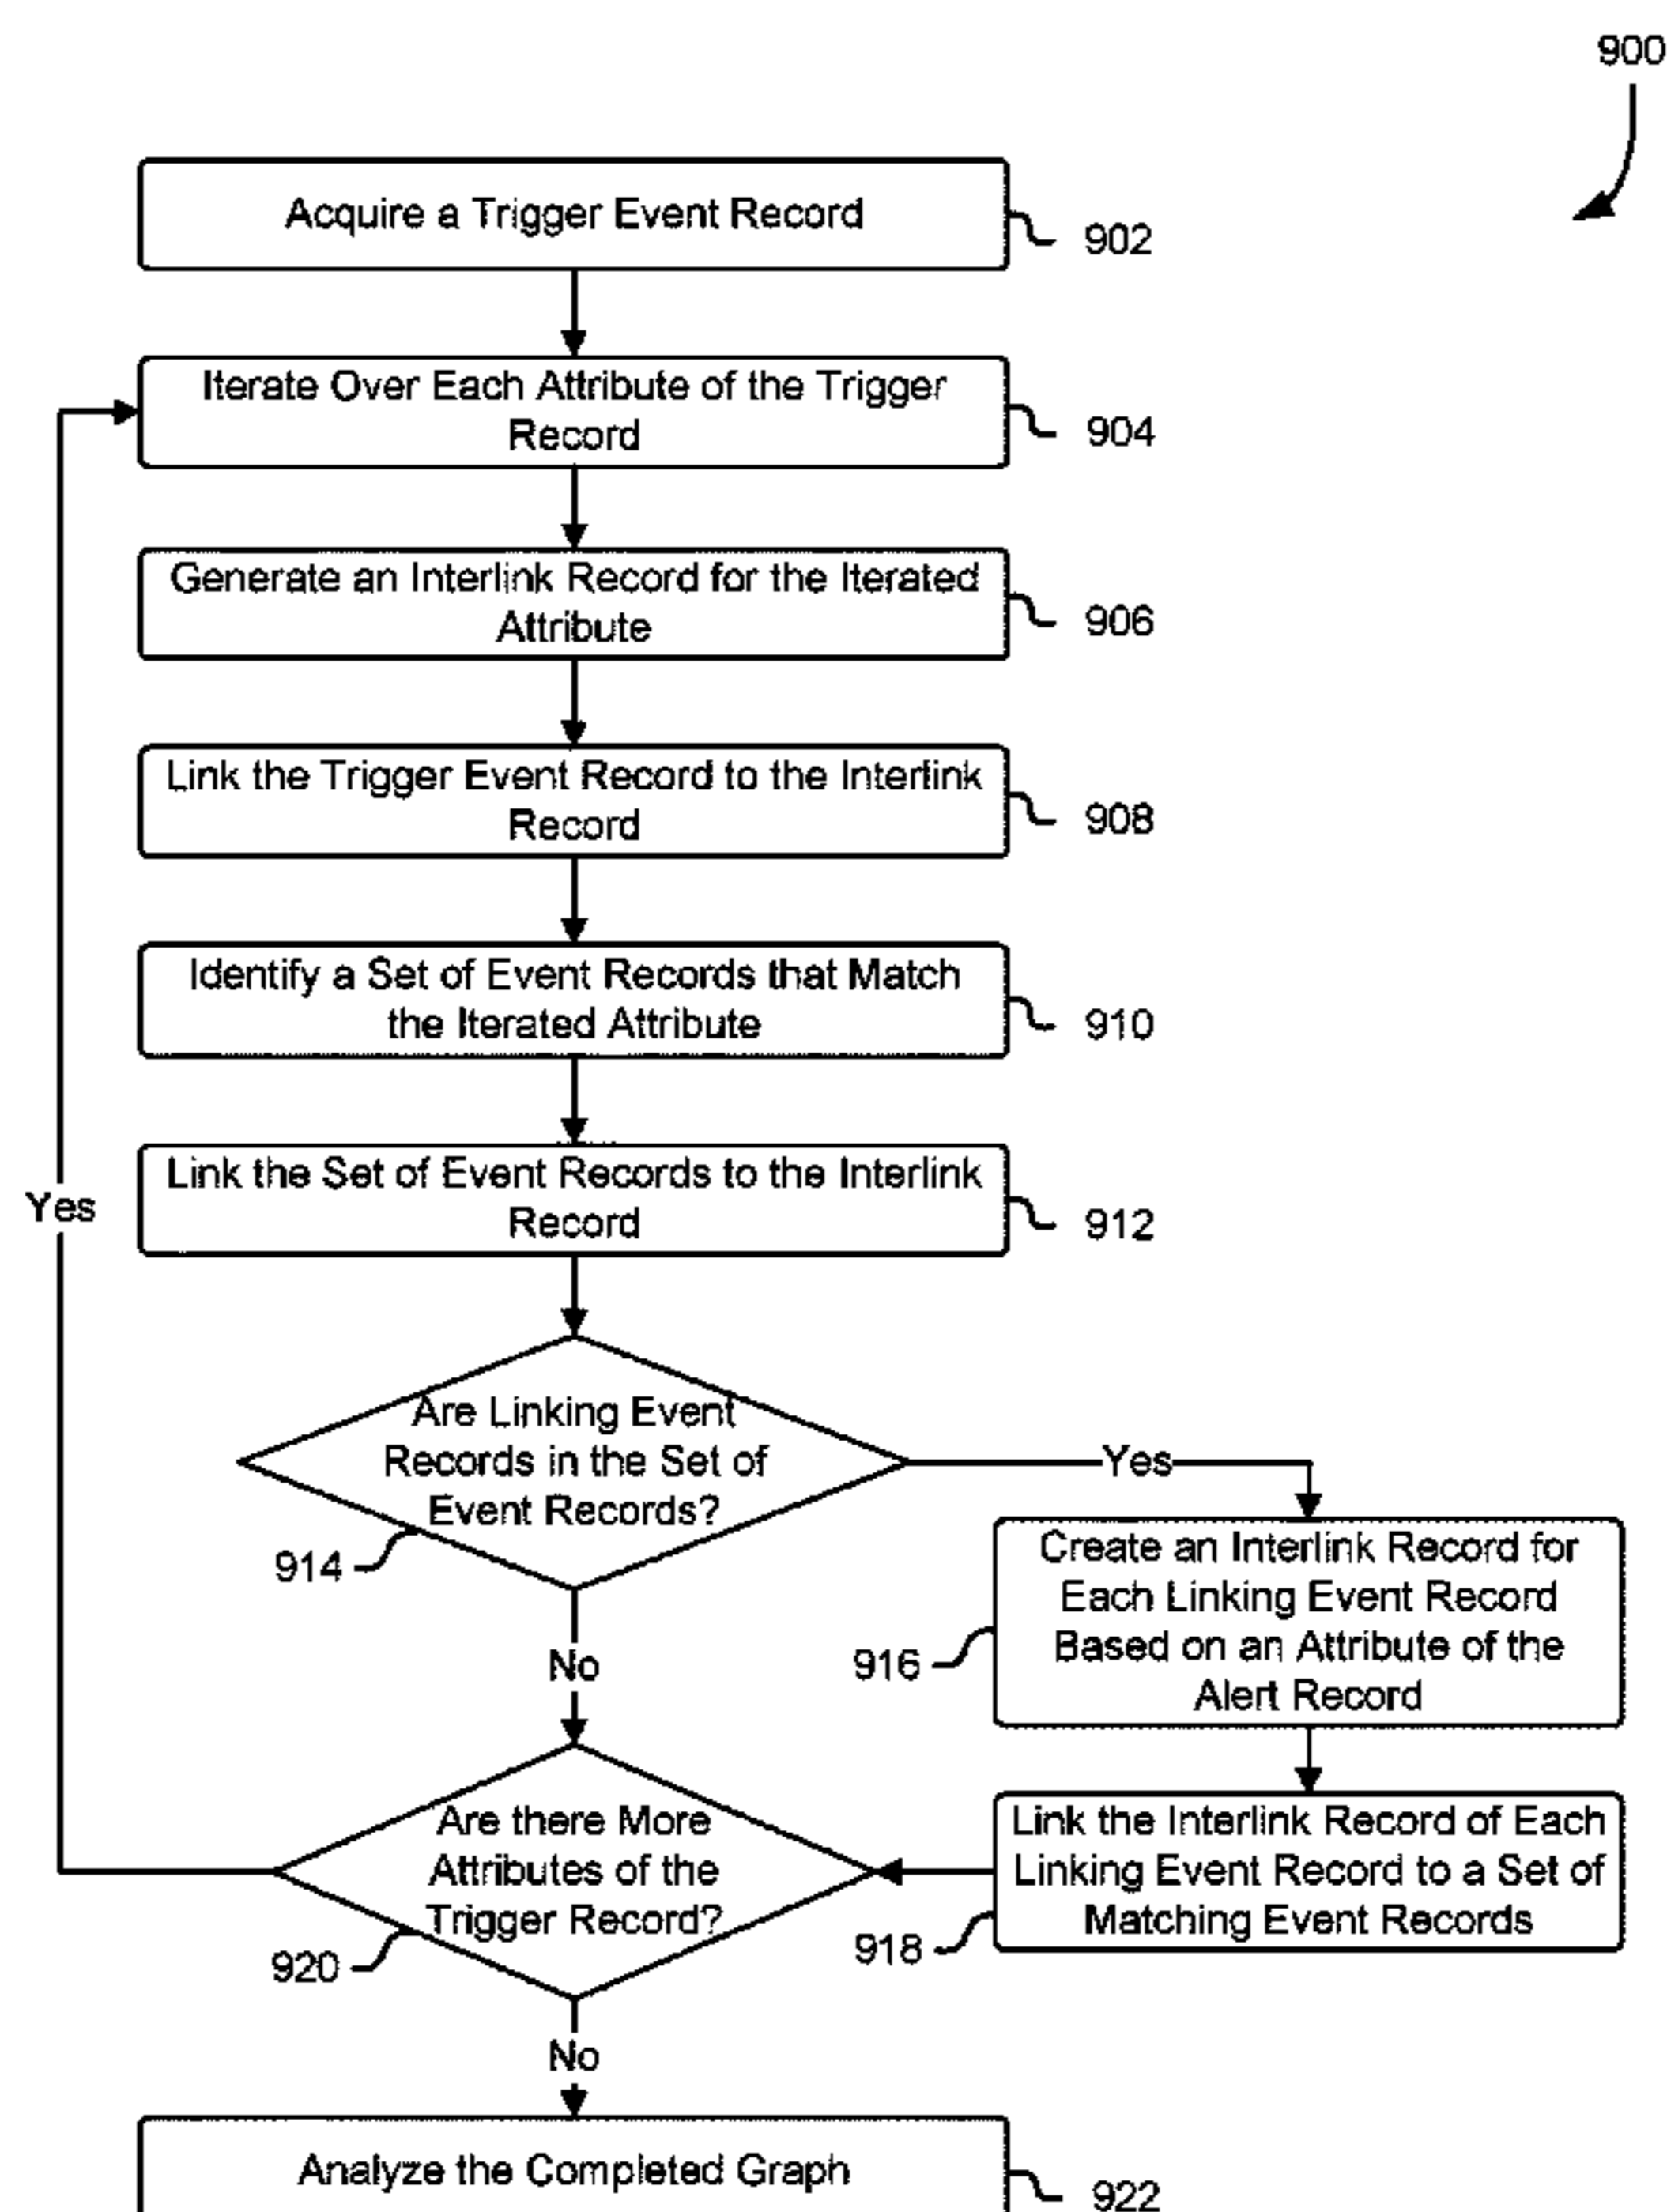 900
Acquire a Trigger Event Record
902
Iterate Over Each Attribute of the Trigger
Record
904
Generate an Interlink Record for the Iterated
Attribute
906
Link the Trigger Event Record to the Interlink
Record
908
Identify a Set of Event Records that Match
the Iterated Attribute
910
Link the Set of Event Records to the Interlink
Record
912
Yes
Are Linking Event
Records in the Set of
Event Records?
914
Yes
No
Create an Interlink Record for
Each Linking Event Record
Based on an Attribute of the
Alert Record
916
Link the Interlink Record of Each
Linking Event Record to a Set of
Matching Event Records
918
Are there More
Attributes of the
Trigger Record?
920
No
Analyze the Completed Graph
922